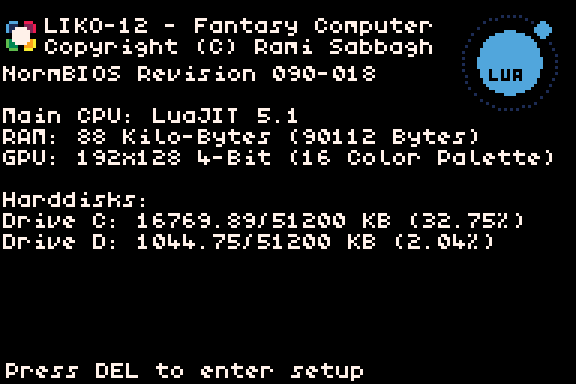 LIKO-12 - Fantasy Computer
Copyright (C) Rami Sabbagh
NormBIOS Revision 090-018
LUA
Main CPU: LuaJIT 5.1
RAM: 88 Kilo-Bytes (90112 Bytes)
GPU: 192x128 4-Bit (16 Color Palette)
Harddisks:
Drive C: 16769.89/51200 KB (32.75%)
Drive D: 1044.75/51200 KB (2.04%)
Press DEL to enter setup